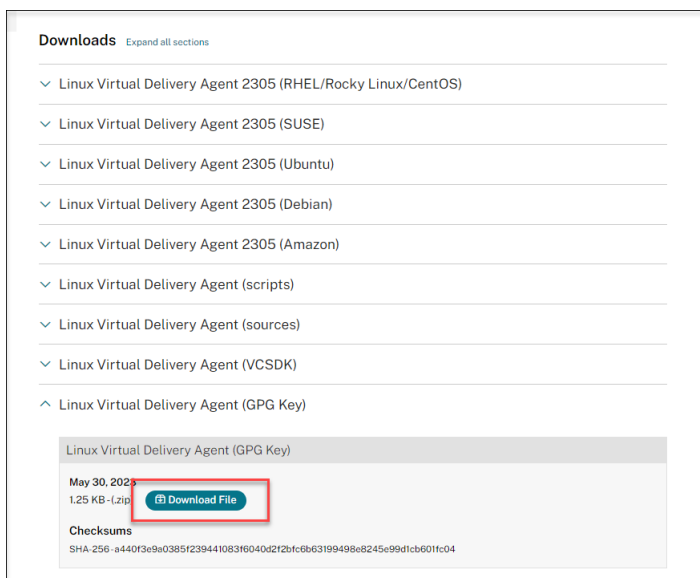 Downloads Expand all sections
Linux Virtual Delivery Agent 2305 (RHEL/Rocky Linux/CentOS)
Linux Virtual Delivery Agent 2305 (SUSE)
Linux Virtual Delivery Agent 2305 (Ubuntu)
Linux Virtual Delivery Agent 2305 (Debian)
Linux Virtual Delivery Agent 2305 (Amazon)
Linux Virtual Delivery Agent (scripts)
Linux Virtual Delivery Agent (sources)
Linux Virtual Delivery Agent (VCSDK)
Linux Virtual Delivery Agent (GPG Key)
Linux Virtual Delivery Agent (GPG Key)
May 30, 2023
1.25 KB - (.zip) Download File
Checksums
SHA-256 - a440f3e9a0385f239441083f6040d2f2bfc6b63199498e8245e99d1cb601fc04